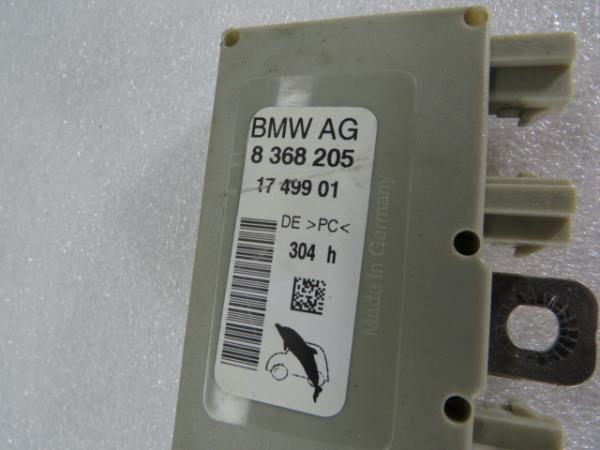 BMW AG
8 368 205
17 499 01
DE >PC<
304 h
Made in Germany